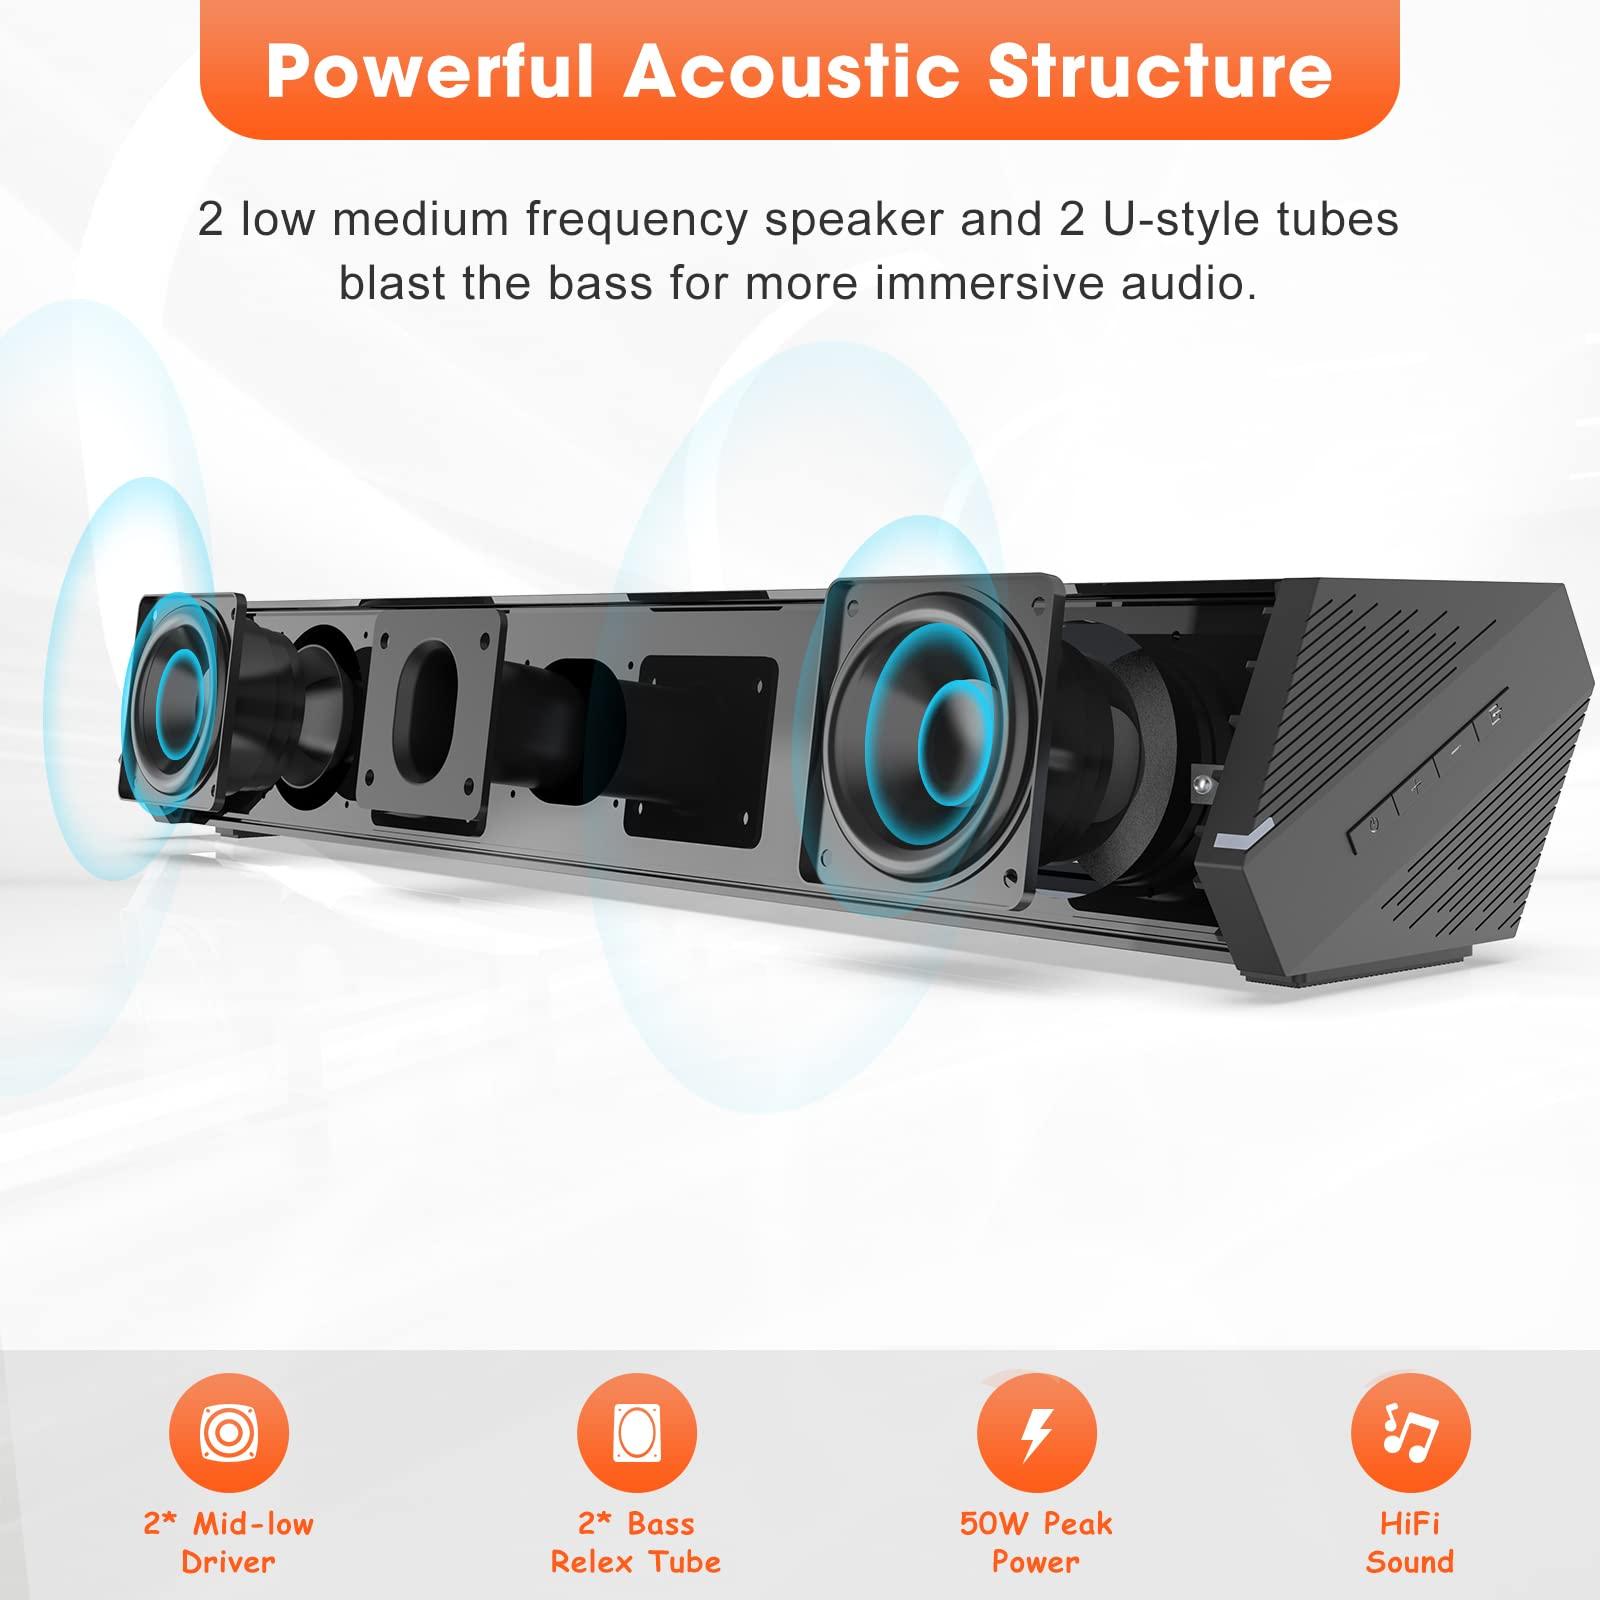 Powerful Acoustic Structure
2 low medium frequency speaker and 2 U-style tubes
blast the bass for more immersive audio.
2* Mid-low
Driver
2* Bass
Relex Tube
50W Peak
Power
HiFi
Sound